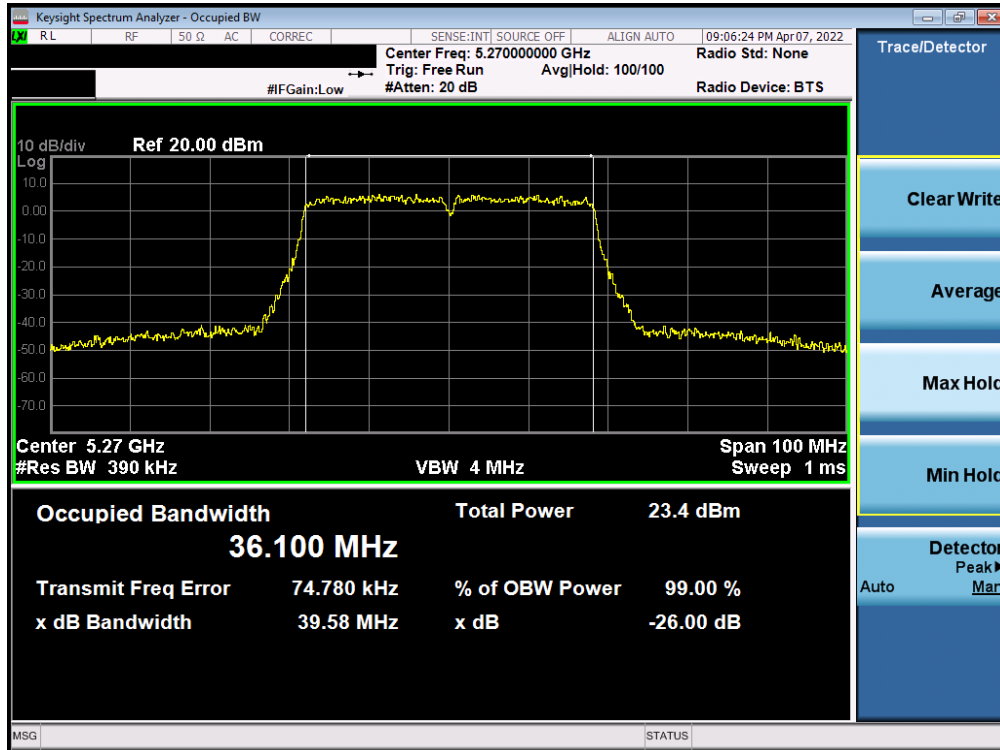 Keysight Spectrum Analyzer - Occupied BW
LXI RL RF 50 Ω AC CORREC SENSE:INT SOURCE OFF ALIGN AUTO 09:06:24 PM Apr 07, 2022
Center Freq: 5.270000000 GHz Radio Std: None
Trig: Free Run Avg|Hold: 100/100
#IFGain:Low #Atten: 20 dB Radio Device: BTS
Trace/Detector
10 dB/div Ref 20.00 dBm
Log
10.0
0.00
-10.0
-20.0
-30.0
-40.0
-50.0
-60.0
-70.0
Center 5.27 GHz Span 100 MHz
#Res BW 390 kHz VBW 4 MHz Sweep 1 ms
Occupied Bandwidth Total Power 23.4 dBm
36.100 MHz
Transmit Freq Error 74.780 kHz % of OBW Power 99.00 %
x dB Bandwidth 39.58 MHz x dB -26.00 dB
Clear Write
Average
Max Hold
Min Hold
Detector
Peak
Auto Man
MSG STATUS